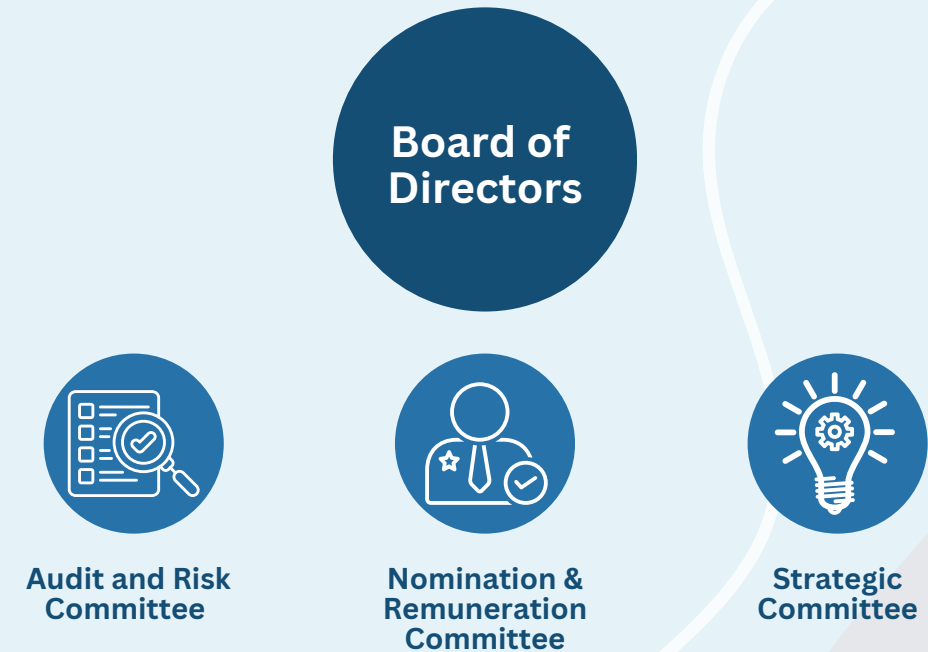 Board of
Directors
Audit and Risk
Committee
Nomination &
Remuneration
Committee
Strategic
Committee